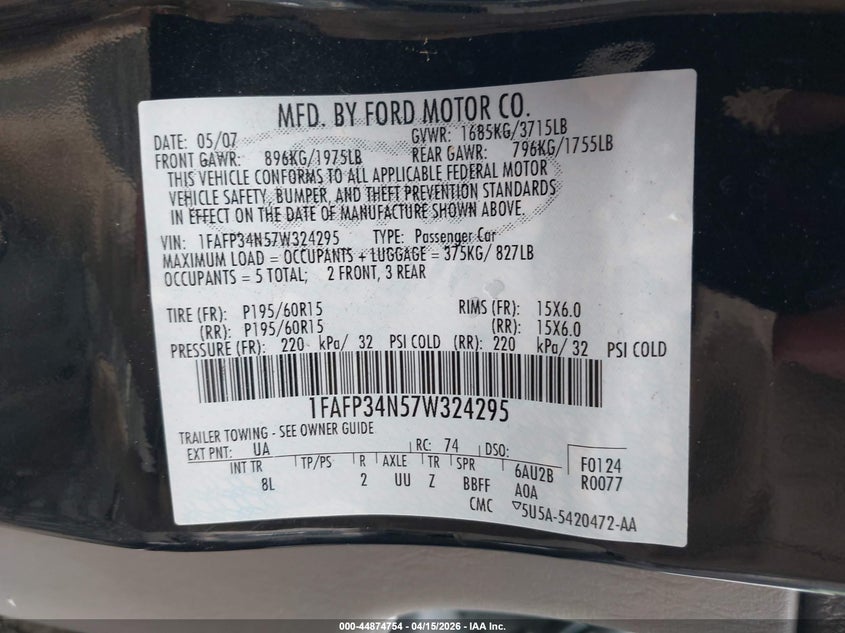 MFD. BY FORD MOTOR CO.
DATE: 05/07 GVWR: 1685KG/3715LB
FRONT GAWR: 896KG/1975LB REAR GAWR: 796KG/1755LB
THIS VEHICLE CONFORMS TO ALL APPLICABLE FEDERAL MOTOR
VEHICLE SAFETY, BUMPER, AND THEFT PREVENTION STANDARDS
IN EFFECT ON THE DATE OF MANUFACTURE SHOWN ABOVE.
VIN: 1FAFP34N57W324295 TYPE: Passenger Car
MAXIMUM LOAD = OCCUPANTS + LUGGAGE = 375KG/ 827LB
OCCUPANTS = 5 TOTAL; 2 FRONT, 3 REAR
TIRE (FR): P195/60R15 RIMS (FR): 15X6.0
(RR): P195/60R15 (RR): 15X6.0
PRESSURE (FR): 220 kPa/ 32 PSI COLD (RR): 220 kPa/ 32 PSI COLD
1FAFP34N57W324295
TRAILER TOWING - SEE OWNER GUIDE
EXT PNT: UA RC: 74 DSO:
INT TR TP/PS R AXLE TR SPR 6AU2B F0124
8L 2 UU Z BBFF A0A R0077
CMC ▽5U5A-5420472-AA
000-44874754 - 04/15/2026 - IAA Inc.